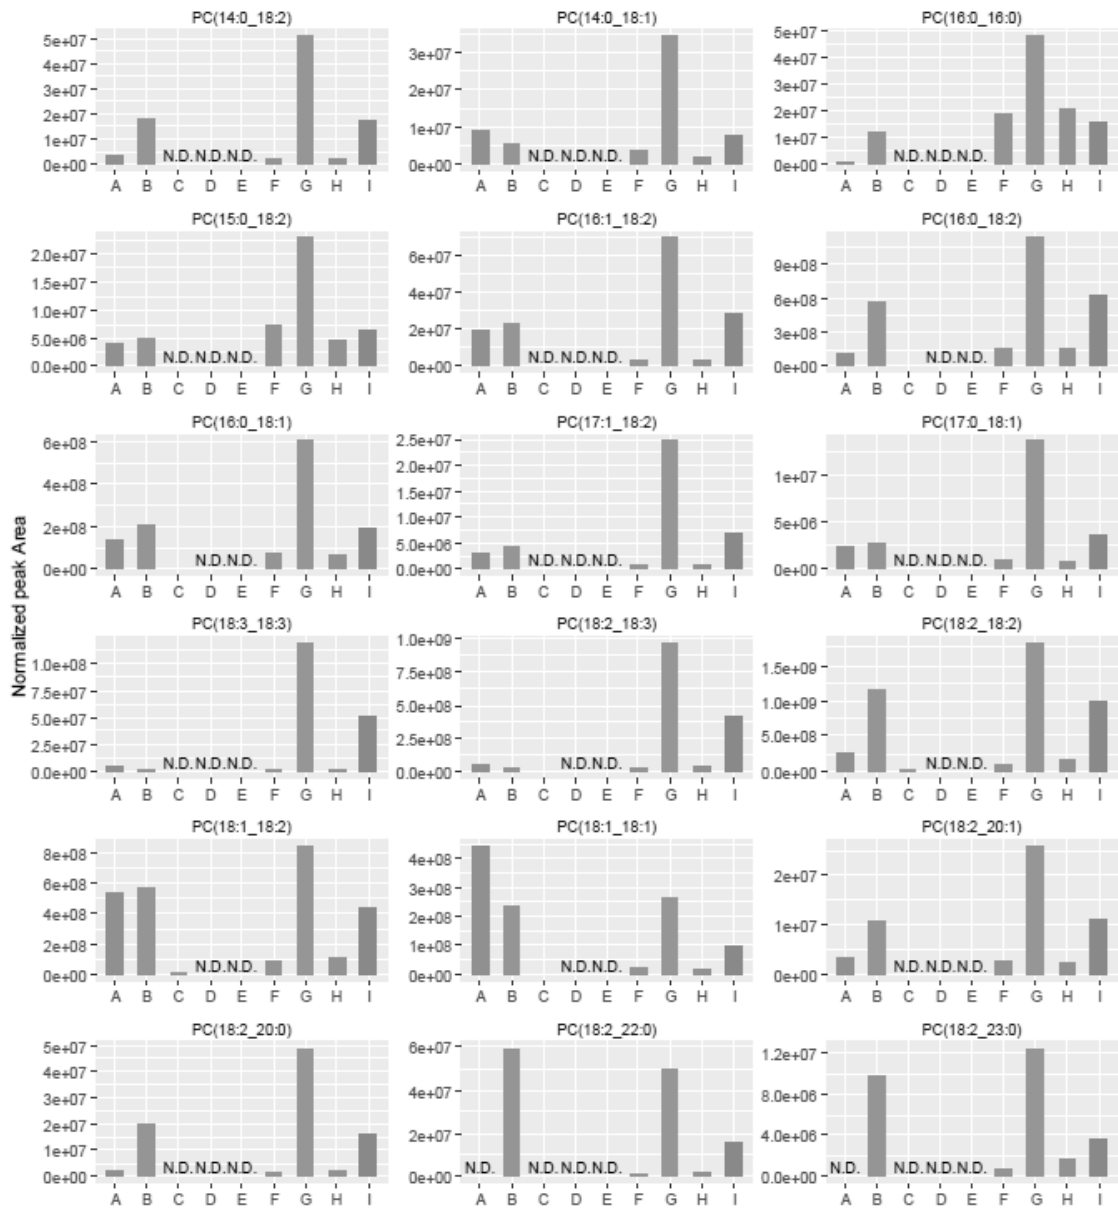 PC(14:0_18:2)
5e+07
4e+07
3e+07
2e+07
1e+07
0e+00
N.D.N.D.N.D.
A B C D E F G H I
PC(14:0_18:1)
3e+07
2e+07
1e+07
0e+00
N.D.N.D.N.D.
A B C D E F G H I
PC(16:0_16:0)
5e+07
4e+07
3e+07
2e+07
1e+07
0e+00
N.D.N.D.N.D.
A B C D E F G H I
PC(15:0_18:2)
2.0e+07
1.5e+07
1.0e+07
5.0e+06
0.0e+00
N.D.N.D.N.D.
A B C D E F G H I
PC(16:1_18:2)
6e+07
4e+07
2e+07
0e+00
N.D.N.D.N.D.
A B C D E F G H I
PC(16:0_18:2)
9e+08
6e+08
3e+08
0e+00
N.D.N.D.
A B C D E F G H I
Normalized peak Area
PC(16:0_18:1)
6e+08
4e+08
2e+08
0e+00
N.D.N.D.
A B C D E F G H I
PC(17:1_18:2)
2.5e+07
2.0e+07
1.5e+07
1.0e+07
5.0e+06
0.0e+00
N.D.N.D.N.D.
A B C D E F G H I
PC(17:0_18:1)
1e+07
5e+06
0e+00
N.D.N.D.N.D.
A B C D E F G H I
PC(18:3_18:3)
1.0e+08
7.5e+07
5.0e+07
2.5e+07
0.0e+00
N.D.N.D.N.D.
A B C D E F G H I
PC(18:2_18:3)
1.0e+09
7.5e+08
5.0e+08
2.5e+08
0.0e+00
N.D.N.D.
A B C D E F G H I
PC(18:2_18:2)
1.5e+09
1.0e+09
5.0e+08
0.0e+00
N.D.N.D.
A B C D E F G H I
PC(18:1_18:2)
8e+08
6e+08
4e+08
2e+08
0e+00
N.D.N.D.
A B C D E F G H I
PC(18:1_18:1)
4e+08
3e+08
2e+08
1e+08
0e+00
N.D.N.D.
A B C D E F G H I
PC(18:2_20:1)
2e+07
1e+07
0e+00
N.D.N.D.N.D.
A B C D E F G H I
PC(18:2_20:0)
5e+07
4e+07
3e+07
2e+07
1e+07
0e+00
N.D.N.D.N.D.
A B C D E F G H I
PC(18:2_22:0)
6e+07
4e+07
2e+07
0e+00
N.D. N.D.N.D.N.D.
A B C D E F G H I
PC(18:2_23:0)
1.2e+07
8.0e+06
4.0e+06
0.0e+00
N.D. N.D.N.D.N.D.
A B C D E F G H I